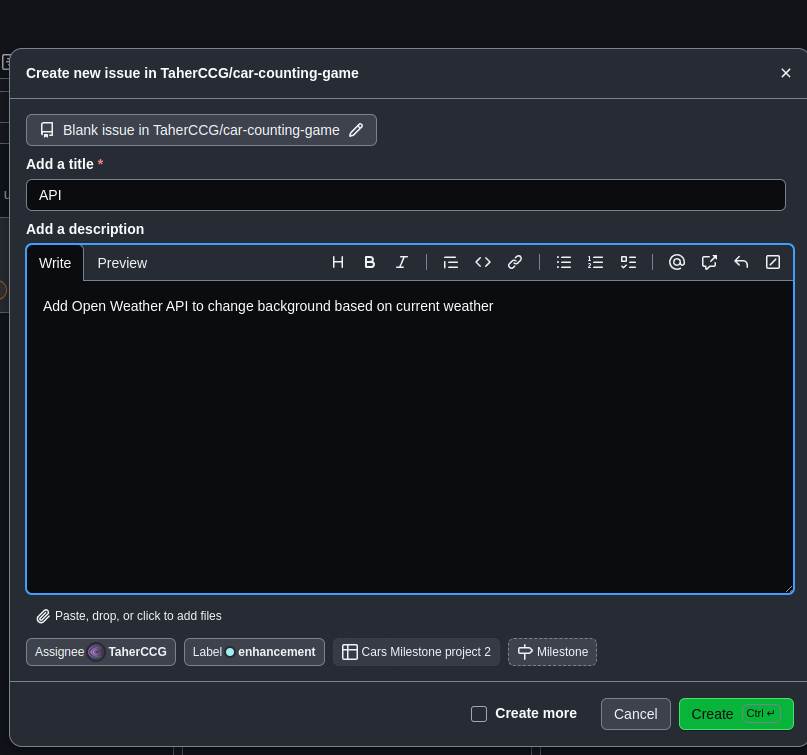 Create new issue in TaherCCG/car-counting-game
Blank issue in TaherCCG/car-counting-game
Add a title *
API
Add a description
Write Preview
Add Open Weather API to change background based on current weather
Paste, drop, or click to add files
Assignee TaherCCG Label enhancement Cars Milestone project 2 Milestone
Create more Cancel Create Ctrl ↵